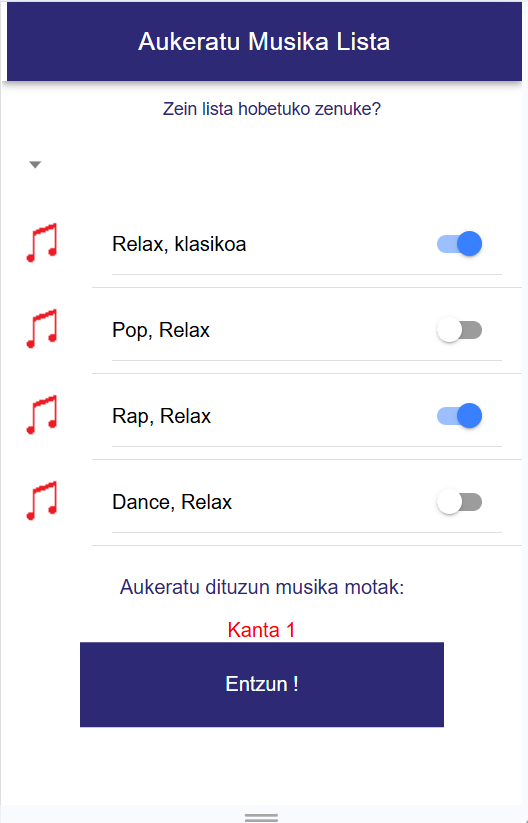 Aukeratu Musika Lista
Zein lista hobetuko zenuke?
Relax, klasikoa
Pop, Relax
Rap, Relax
Dance, Relax
Aukeratu dituzun musika motak:
Kanta 1
Entzun !